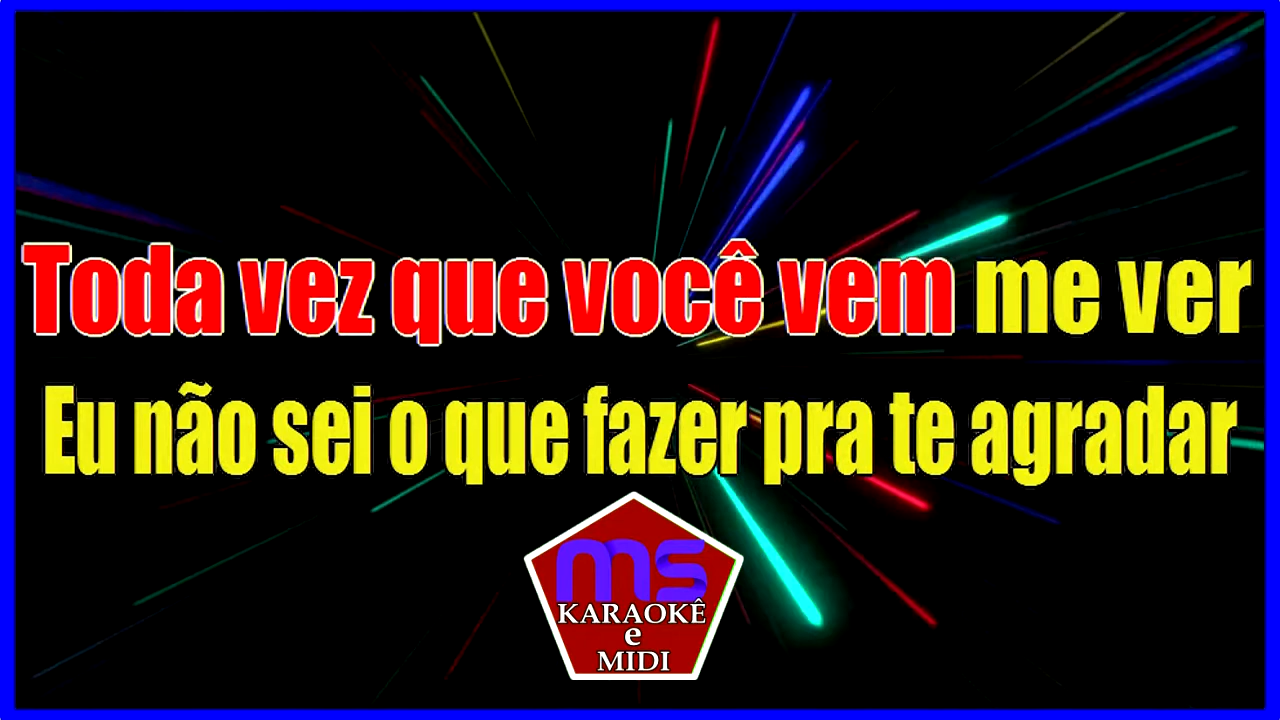 Toda vez que você vem me ver
Eu não sei o que fazer pra te agradar
ms
KARAOKÊ
e
MIDI